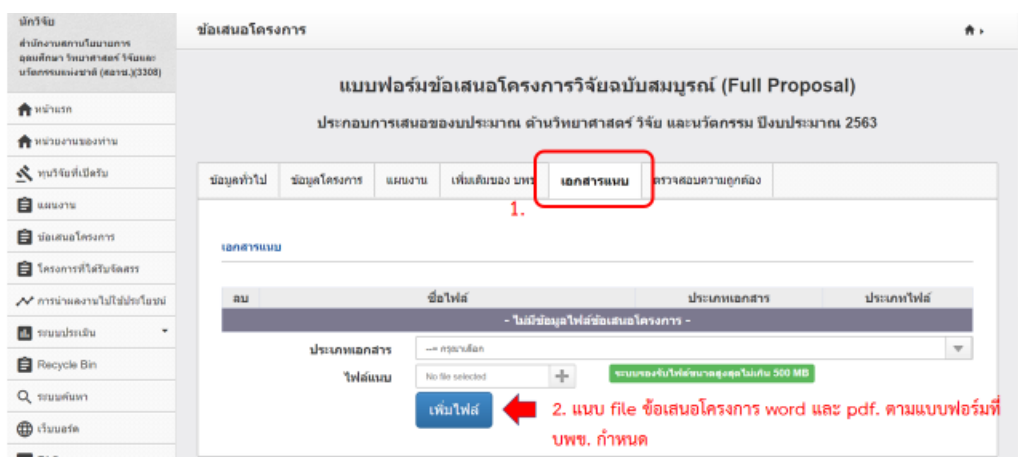 นักวิจัย
สำนักงานสภานโยบายการ
อุดมศึกษา วิทยาศาสตร์ วิจัยและ
นวัตกรรมแห่งชาติ (สอวช.)(3308)
หน้าแรก
หน่วยงานของท่าน
ทุนวิจัยที่เปิดรับ
แผนงาน
ข้อเสนอโครงการ
โครงการที่ได้รับจัดสรร
การนำผลงานไปใช้ประโยชน์
ระบบประเมิน
Recycle Bin
ระบบค้นหา
เว็บบอร์ด
ข้อเสนอโครงการ
แบบฟอร์มข้อเสนอโครงการวิจัยฉบับสมบูรณ์ (Full Proposal)
ประกอบการเสนอของบประมาณ ด้านวิทยาศาสตร์ วิจัย และนวัตกรรม ปีงบประมาณ 2563
ข้อมูลทั่วไป ข้อมูลโครงการ แผนงาน เพิ่มเติมของ บพข เอกสารแนบ ตรวจสอบความถูกต้อง
1.
เอกสารแนบ
ลบ ชื่อไฟล์ ประเภทเอกสาร ประเภทไฟล์
- ไม่มีข้อมูลไฟล์ข้อเสนอโครงการ -
ประเภทเอกสาร --= กรุณาเลือก
ไฟล์แนบ No file selected ระบบรองรับไฟล์ขนาดสูงสุดไม่เกิน 500 MB
เพิ่มไฟล์ 2. แนบ file ข้อเสนอโครงการ word และ pdf. ตามแบบฟอร์มที่
บพข. กำหนด